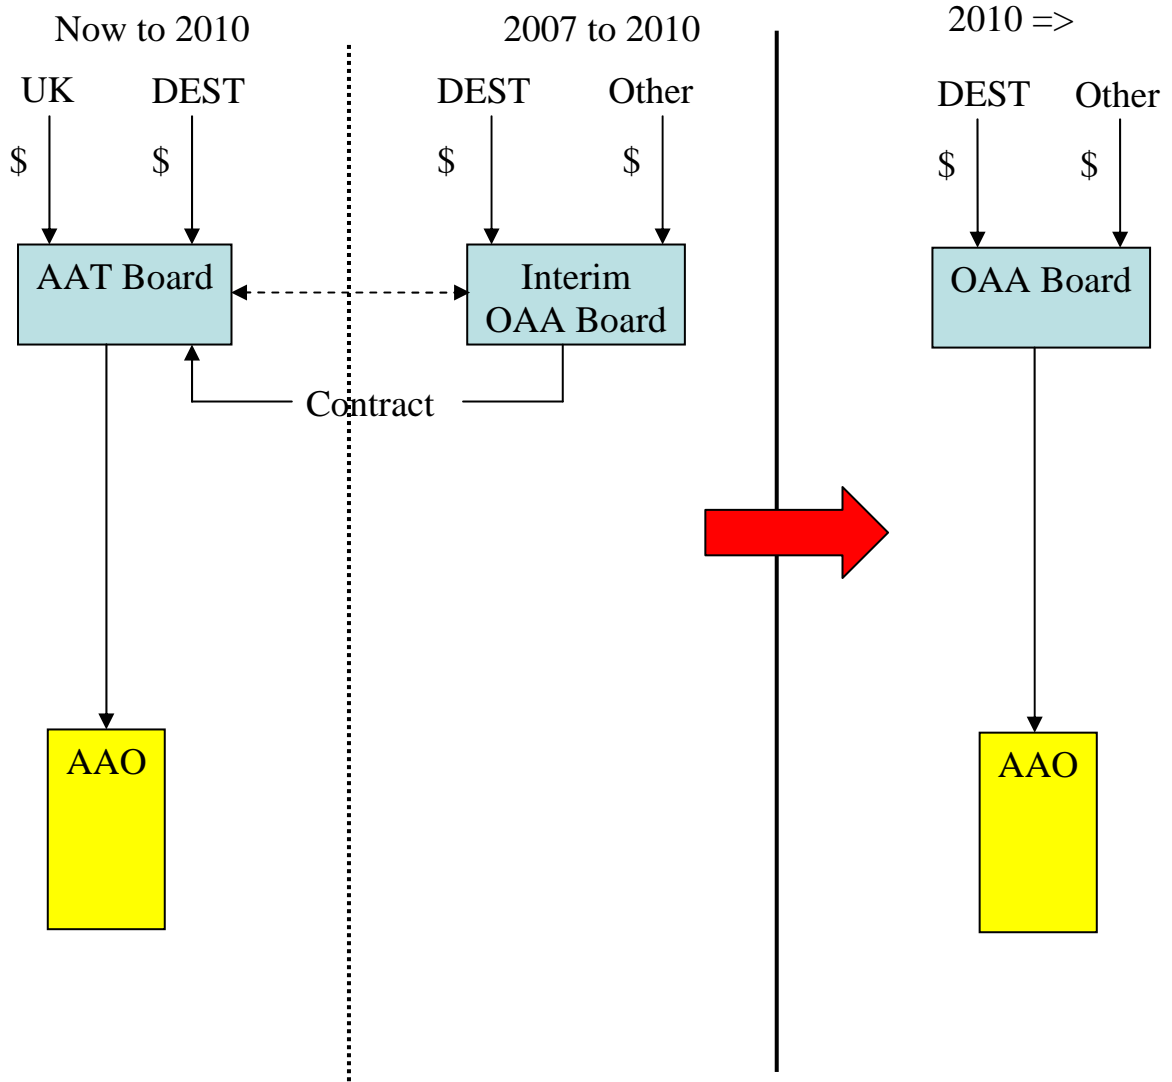 Now to 2010
2007 to 2010
2010 =>
UK
DEST
DEST
Other
DEST
Other
$
$
$
$
$
$
AAT Board
Interim
OAA Board
OAA Board
Contract
AAO
AAO